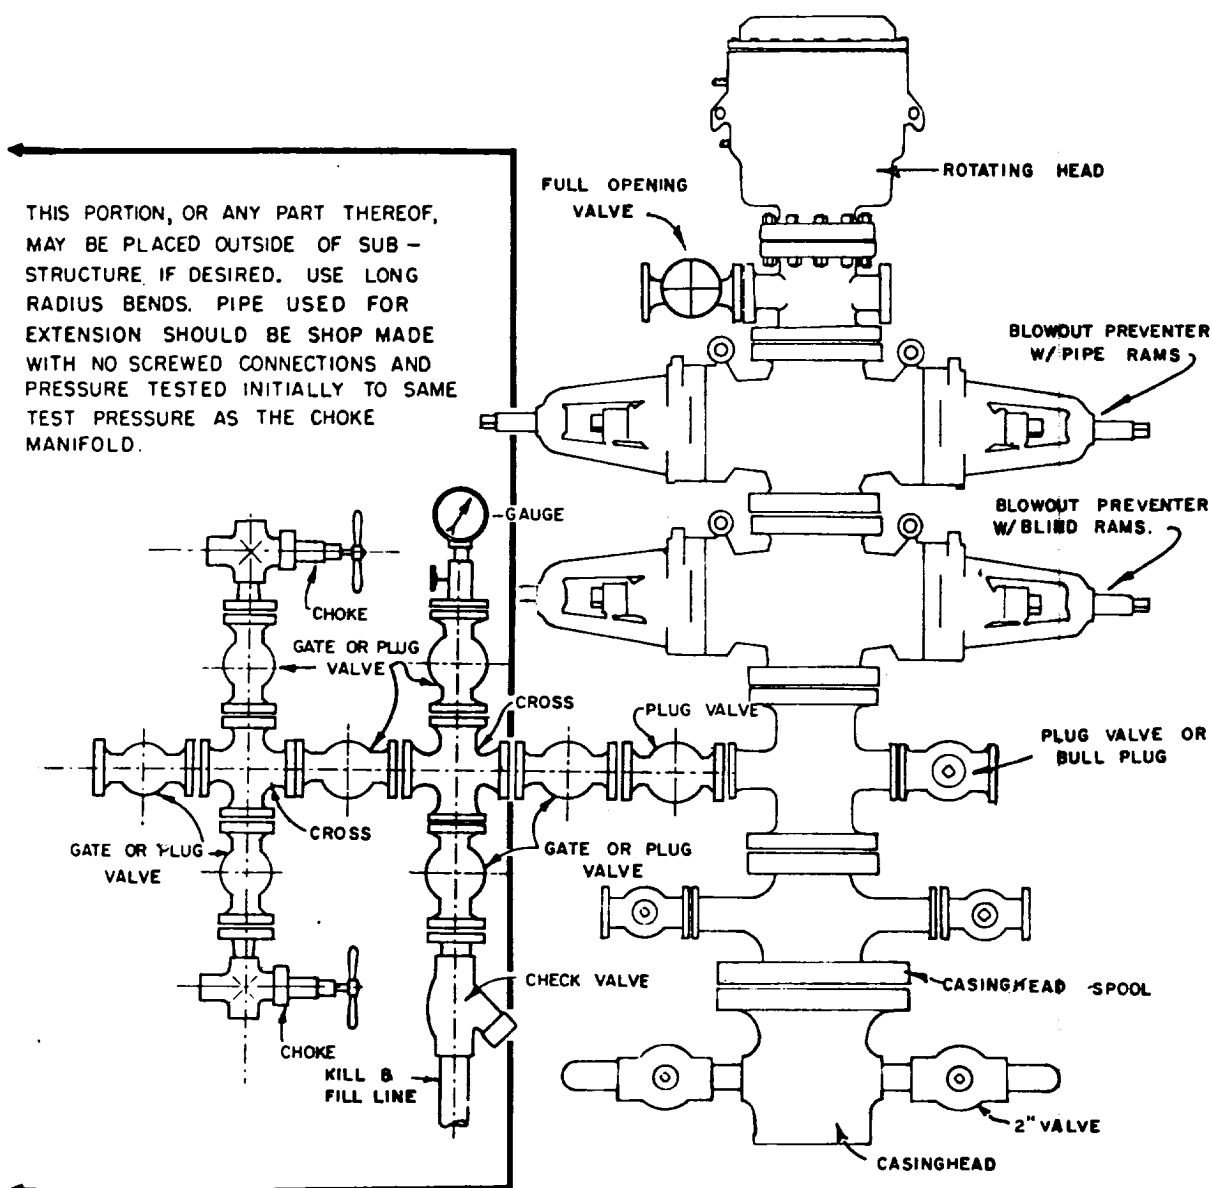 ROTATING HEAD
FULL OPENING
VALVE
THIS PORTION, OR ANY PART THEREOF,
MAY BE PLACED OUTSIDE OF SUB-
STRUCTURE IF DESIRED. USE LONG
RADIUS BENDS. PIPE USED FOR
EXTENSION SHOULD BE SHOP MADE
WITH NO SCREWED CONNECTIONS AND
PRESSURE TESTED INITIALLY TO SAME
TEST PRESSURE AS THE CHOKE
MANIFOLD.
BLOWOUT PREVENTER
W/ PIPE RAMS
BLOWOUT PREVENTER
W/BLIND RAMS.
GAUGE
CHOKE
GATE OR PLUG
VALVE
CROSS
PLUG VALVE
PLUG VALVE OR
BULL PLUG
CROSS
GATE OR PLUG
VALVE
GATE OR PLUG
VALVE
CHECK VALVE
CASINGHEAD SPOOL
CHOKE
KILL &
FILL LINE
2" VALVE
CASINGHEAD